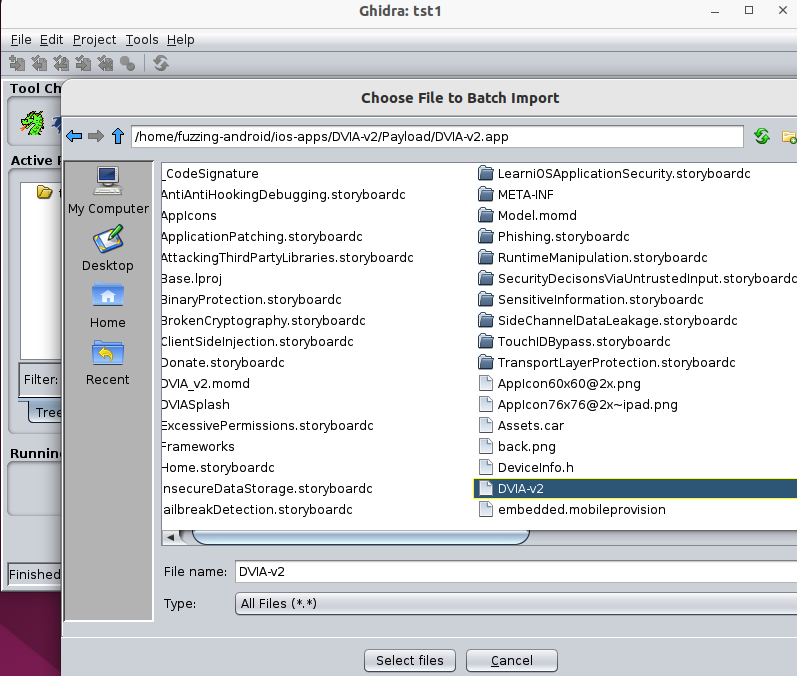 Ghidra: tst1
File Edit Project Tools Help
Tool Ch
Choose File to Batch Import
/home/fuzzing-android/ios-apps/DVIA-v2/Payload/DVIA-v2.app
Active P
My Computer
Desktop
Home
Recent
Filter:
Tree
Running
Finished
_CodeSignature
AntiAntiHookingDebugging.storyboardc
AppIcons
ApplicationPatching.storyboardc
AttackingThirdPartyLibraries.storyboardc
Base.lproj
BinaryProtection.storyboardc
BrokenCryptography.storyboardc
ClientSideInjection.storyboardc
Donate.storyboardc
DVIA_v2.momd
DVIASplash
ExcessivePermissions.storyboardc
Frameworks
Home.storyboardc
nsecureDataStorage.storyboardc
ailbreakDetection.storyboardc
LearniOSApplicationSecurity.storyboardc
META-INF
Model.momd
Phishing.storyboardc
RuntimeManipulation.storyboardc
SecurityDecisonsViaUntrustedInput.storyboardc
SensitiveInformation.storyboardc
SideChannelDataLeakage.storyboardc
TouchIDBypass.storyboardc
TransportLayerProtection.storyboardc
AppIcon60x60@2x.png
AppIcon76x76@2x~ipad.png
Assets.car
back.png
DeviceInfo.h
DVIA-v2
embedded.mobileprovision
File name: DVIA-v2
Type: All Files (*.*)
Select files Cancel